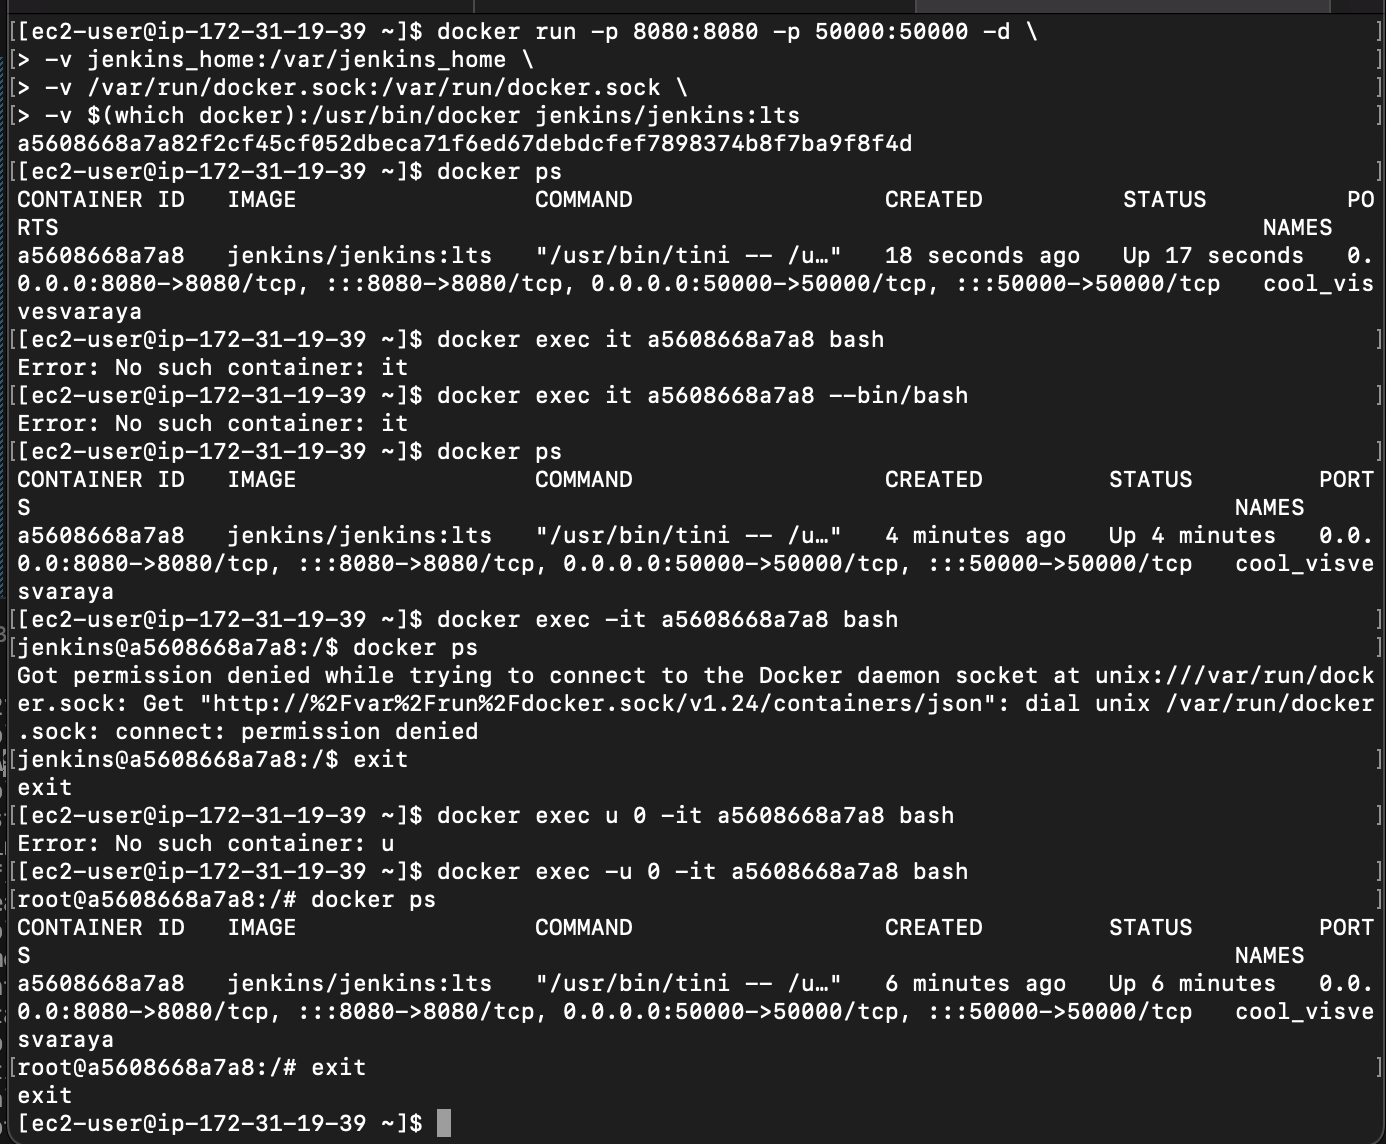 [[ec2-user@ip-172-31-19-39 ~]$ docker run -p 8080:8080 -p 50000:50000 -d \ ]
[> -v jenkins_home:/var/jenkins_home \ ]
[> -v /var/run/docker.sock:/var/run/docker.sock \ ]
[> -v $(which docker):/usr/bin/docker jenkins/jenkins:lts ]
a5608668a7a82f2cf45cf052dbeca71f6ed67debdcfef7898374b8f7ba9f8f4d
[[ec2-user@ip-172-31-19-39 ~]$ docker ps ]
CONTAINER ID   IMAGE                 COMMAND                  CREATED          STATUS          PO
RTS                                                                                      NAMES
a5608668a7a8   jenkins/jenkins:lts   "/usr/bin/tini -- /u…"   18 seconds ago   Up 17 seconds   0.
0.0.0:8080->8080/tcp, :::8080->8080/tcp, 0.0.0.0:50000->50000/tcp, :::50000->50000/tcp   cool_vis
vesvaraya
[[ec2-user@ip-172-31-19-39 ~]$ docker exec it a5608668a7a8 bash ]
Error: No such container: it
[[ec2-user@ip-172-31-19-39 ~]$ docker exec it a5608668a7a8 --bin/bash ]
Error: No such container: it
[[ec2-user@ip-172-31-19-39 ~]$ docker ps ]
CONTAINER ID   IMAGE                 COMMAND                  CREATED         STATUS         PORT
S                                                                                      NAMES
a5608668a7a8   jenkins/jenkins:lts   "/usr/bin/tini -- /u…"   4 minutes ago   Up 4 minutes   0.0.
0.0:8080->8080/tcp, :::8080->8080/tcp, 0.0.0.0:50000->50000/tcp, :::50000->50000/tcp   cool_visve
svaraya
[[ec2-user@ip-172-31-19-39 ~]$ docker exec -it a5608668a7a8 bash ]
[jenkins@a5608668a7a8:/$ docker ps ]
Got permission denied while trying to connect to the Docker daemon socket at unix:///var/run/dock
er.sock: Get "http://%2Fvar%2Frun%2Fdocker.sock/v1.24/containers/json": dial unix /var/run/docker
.sock: connect: permission denied
[jenkins@a5608668a7a8:/$ exit ]
exit
[[ec2-user@ip-172-31-19-39 ~]$ docker exec u 0 -it a5608668a7a8 bash ]
Error: No such container: u
[[ec2-user@ip-172-31-19-39 ~]$ docker exec -u 0 -it a5608668a7a8 bash ]
[root@a5608668a7a8:/# docker ps ]
CONTAINER ID   IMAGE                 COMMAND                  CREATED         STATUS         PORT
S                                                                                      NAMES
a5608668a7a8   jenkins/jenkins:lts   "/usr/bin/tini -- /u…"   6 minutes ago   Up 6 minutes   0.0.
0.0:8080->8080/tcp, :::8080->8080/tcp, 0.0.0.0:50000->50000/tcp, :::50000->50000/tcp   cool_visve
svaraya
[root@a5608668a7a8:/# exit ]
exit
[ec2-user@ip-172-31-19-39 ~]$